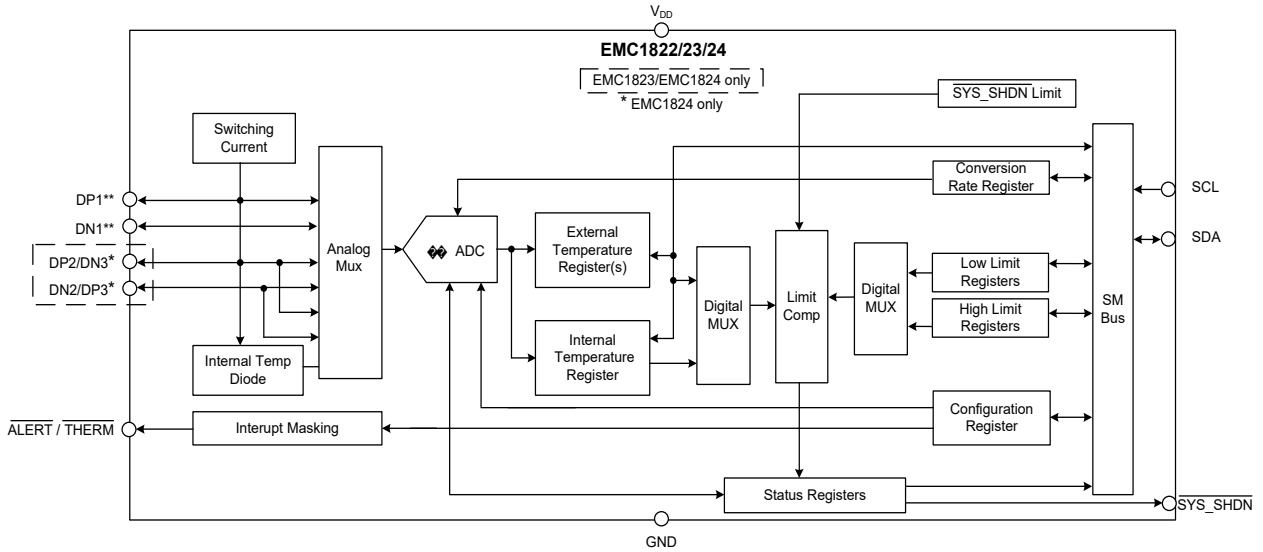 VDD
EMC1822/23/24
EMC1823/EMC1824 only
* EMC1824 only
SYS_SHDN Limit
Switching
Current
DP1**
DN1**
DP2/DN3*
DN2/DP3*
Analog
Mux
Internal Temp
Diode
ADC
External
Temperature
Register(s)
Internal
Temperature
Register
Digital
MUX
Limit
Comp
Digital
MUX
Conversion
Rate Register
Low Limit
Registers
High Limit
Registers
SM
Bus
SCL
SDA
ALERT / THERM
Interupt Masking
Configuration
Register
Status Registers
SYS_SHDN
GND